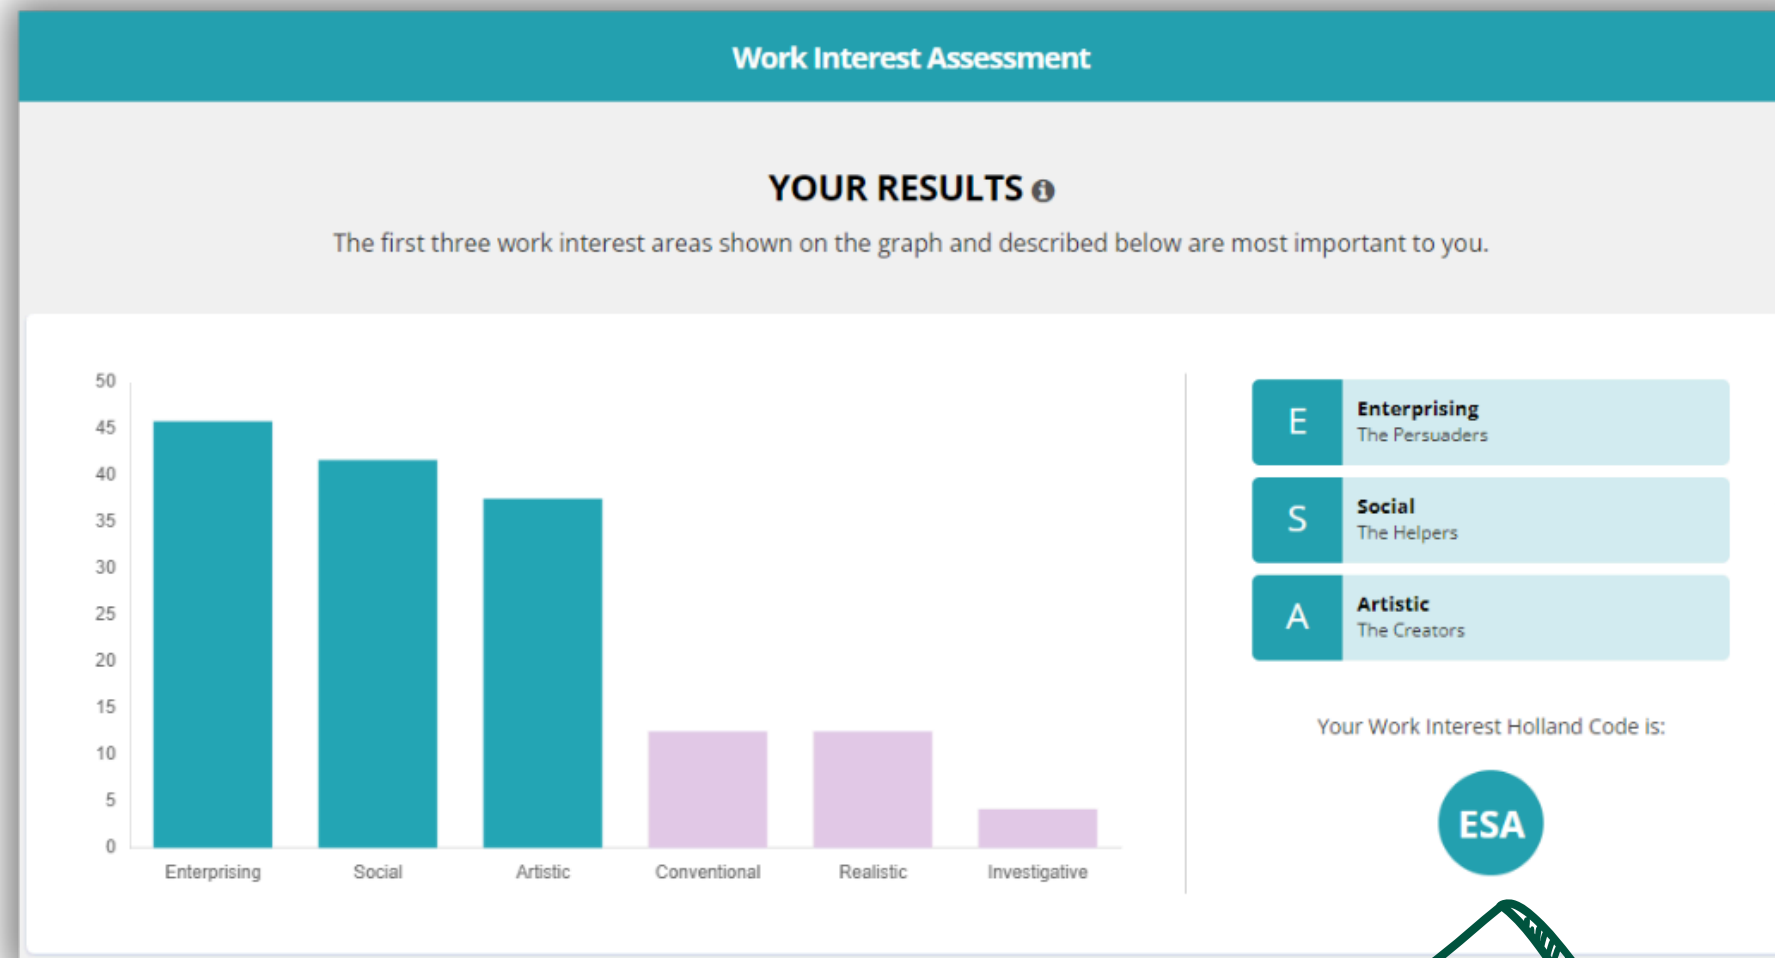 Work Interest Assessment
YOUR RESULTS
The first three work interest areas shown on the graph and described below are most important to you.
50
45
40
35
30
25
20
15
10
5
0
Enterprising
Social
Artistic
Conventional
Realistic
Investigative
E
Enterprising
The Persuaders
S
Social
The Helpers
A
Artistic
The Creators
Your Work Interest Holland Code is:
ESA